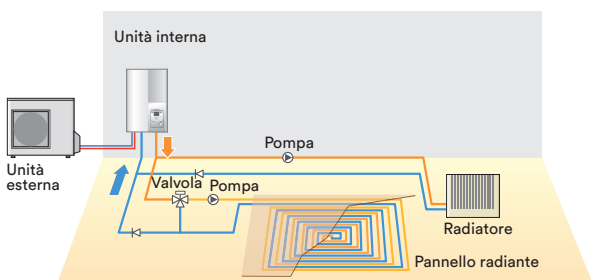 Unità interna
Unità
esterna
Pompa
Valvola
Pompa
Radiatore
Pannello radiante